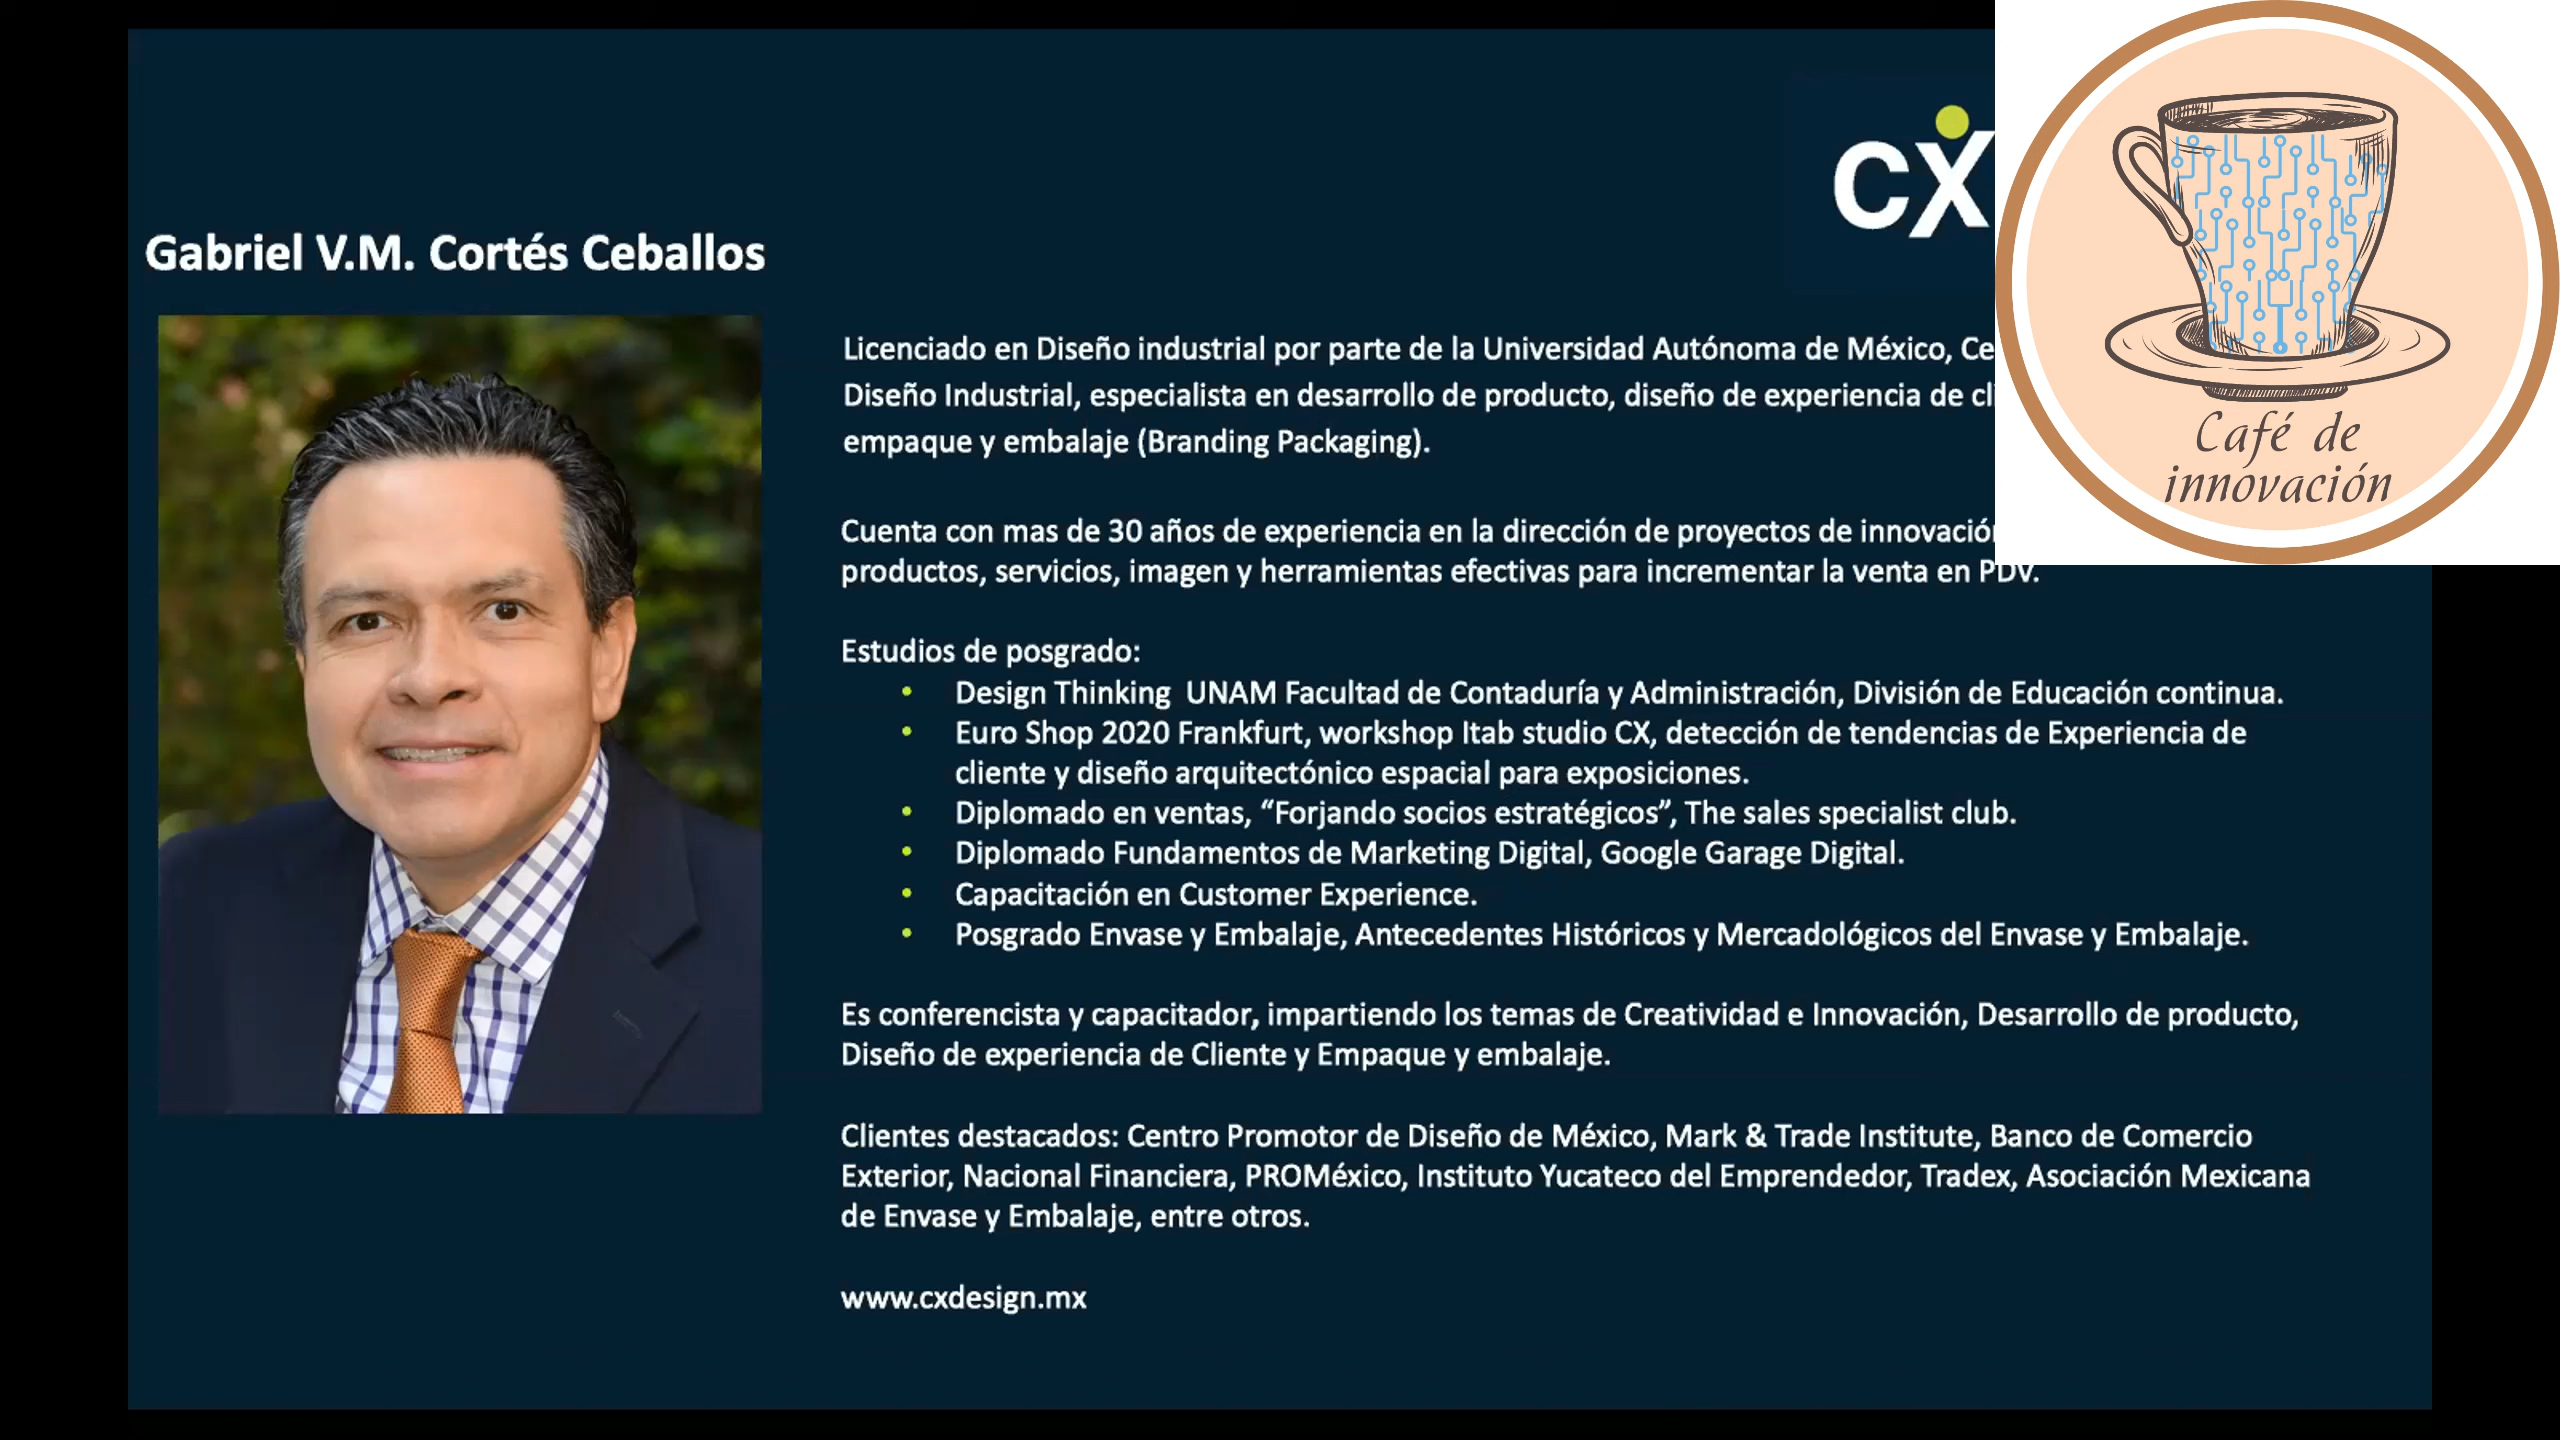 cx
Gabriel V.M. Cortés Ceballos
Licenciado en Diseño industrial por parte de la Universidad Autónoma de México,
Diseño Industrial, especialista en desarrollo de producto, diseño de experiencia de
empaque y embalaje (Branding Packaging).
Cuenta con mas de 30 años de experiencia en la dirección de proyectos de innovación
productos, servicios, imagen y herramientas efectivas para incrementar la venta en PDV.
Estudios de posgrado:
• Design Thinking UNAM Facultad de Contaduría y Administración, División de Educación continua.
• Euro Shop 2020 Frankfurt, workshop Itab studio CX, detección de tendencias de Experiencia de
cliente y diseño arquitectónico espacial para exposiciones.
• Diplomado en ventas, “Forjando socios estratégicos”, The sales specialist club.
• Diplomado Fundamentos de Marketing Digital, Google Garage Digital.
• Capacitación en Customer Experience.
• Posgrado Envase y Embalaje, Antecedentes Históricos y Mercadológicos del Envase y Embalaje.
Es conferencista y capacitador, impartiendo los temas de Creatividad e Innovación, Desarrollo de producto,
Diseño de experiencia de Cliente y Empaque y embalaje.
Clientes destacados: Centro Promotor de Diseño de México, Mark & Trade Institute, Banco de Comercio
Exterior, Nacional Financiera, PROMéxico, Instituto Yucateco del Emprendedor, Tradex, Asociación Mexicana
de Envase y Embalaje, entre otros.
www.cxdesign.mx
Café de
innovación